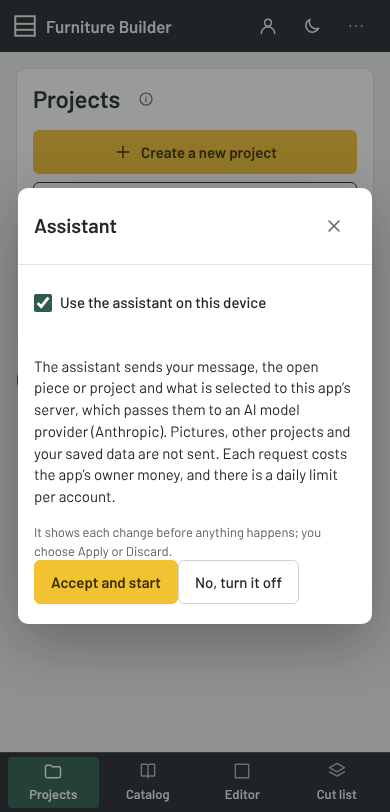 Furniture Builder
Projects
Create a new project
Assistant
Use the assistant on this device
The assistant sends your message, the open
piece or project and what is selected to this app's
server, which passes them to an AI model
provider (Anthropic). Pictures, other projects and
your saved data are not sent. Each request costs
the app's owner money, and there is a daily limit
per account.
It shows each change before anything happens; you
choose Apply or Discard.
Accept and start
No, turn it off
Projects
Catalog
Editor
Cut list